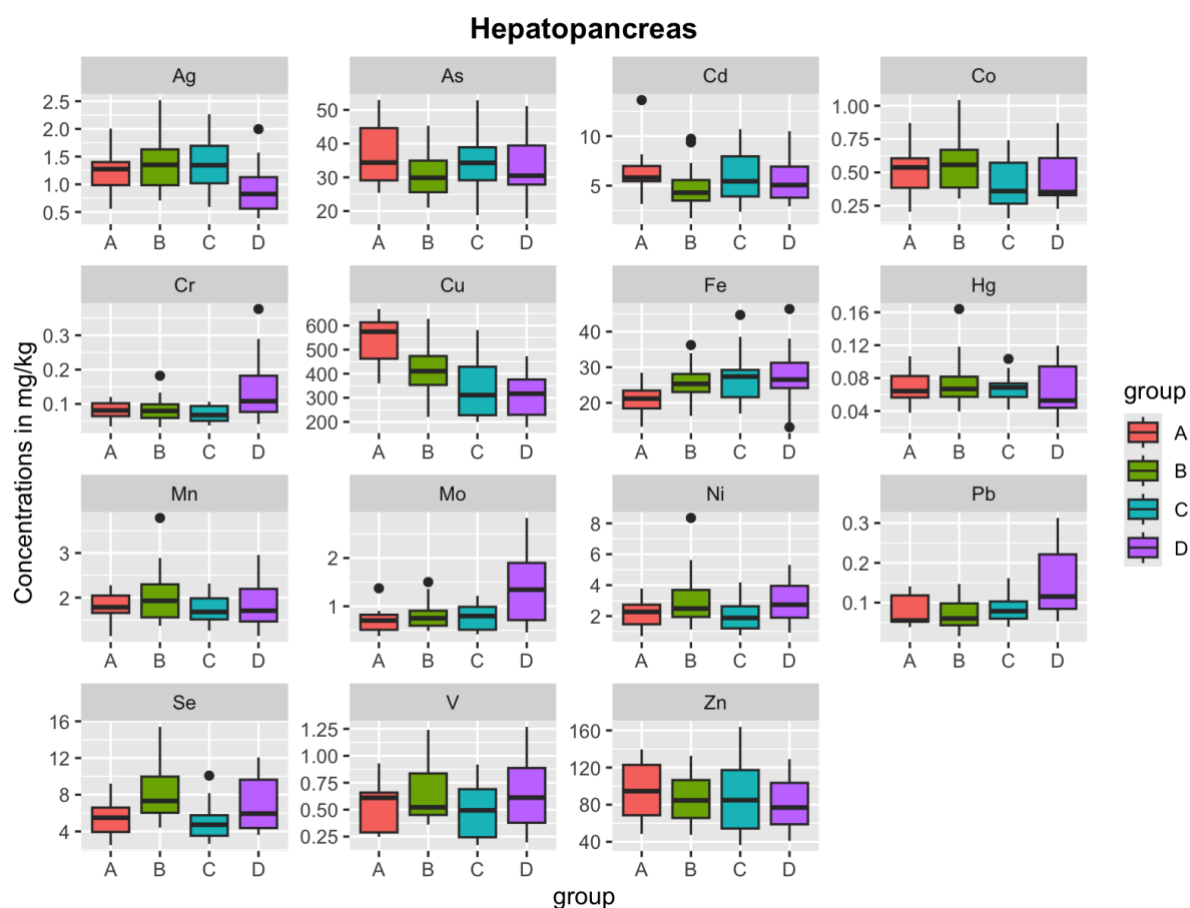 Hepatopancreas
Ag
As
Cd
Co
2.5
2.0
1.5
1.0
0.5
50
40
30
20
10
5
1.00
0.75
0.50
0.25
A B C D
A B C D
A B C D
A B C D
Cr
Cu
Fe
Hg
0.3
0.2
0.1
600
500
400
300
200
40
30
20
0.16
0.12
0.08
0.04
A B C D
A B C D
A B C D
A B C D
Concentrations in mg/kg
Mn
Mo
Ni
Pb
3
2
2
1
8
6
4
2
0.3
0.2
0.1
A B C D
A B C D
A B C D
A B C D
Se
V
Zn
16
12
8
4
1.25
1.00
0.75
0.50
0.25
160
120
80
40
A B C D
A B C D
A B C D
group
group
A
B
C
D